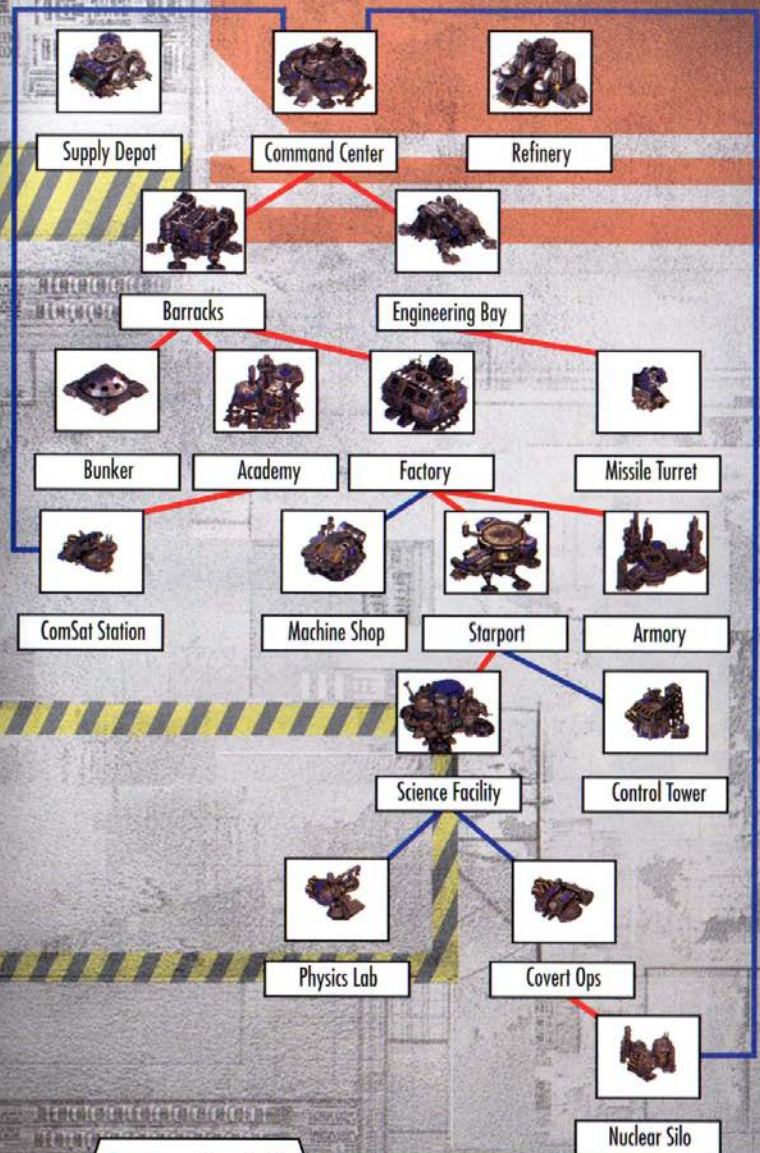 Supply Depot
Command Center
Refinery
Barracks
Engineering Bay
Bunker
Academy
Factory
Missile Turret
ComSat Station
Machine Shop
Starport
Armory
Science Facility
Control Tower
Physics Lab
Covert Ops
Nuclear Silo